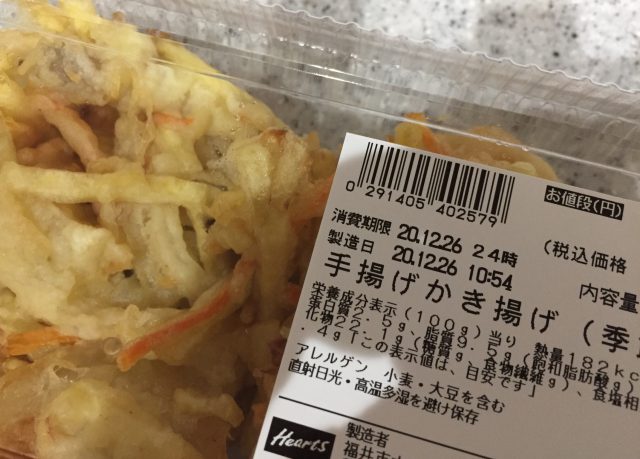 0 291405 402579
お値段(円)
消費期限 20.12.26 24時
製造日 20.12.26 10:54
(税込価格
内容量
手揚げかき揚げ(季
栄養成分表示(100g)当り 熱量182kc
蛋白質2.5g、脂質9.5g(飽和脂肪酸g)
化物22.1g(糖質g、食物繊維g)、食塩相
.4g「この表示値は、目安です」
アレルゲン 小麦・大豆を含む
直射日光・高温多湿を避け保存
Hearts
製造者
福井市